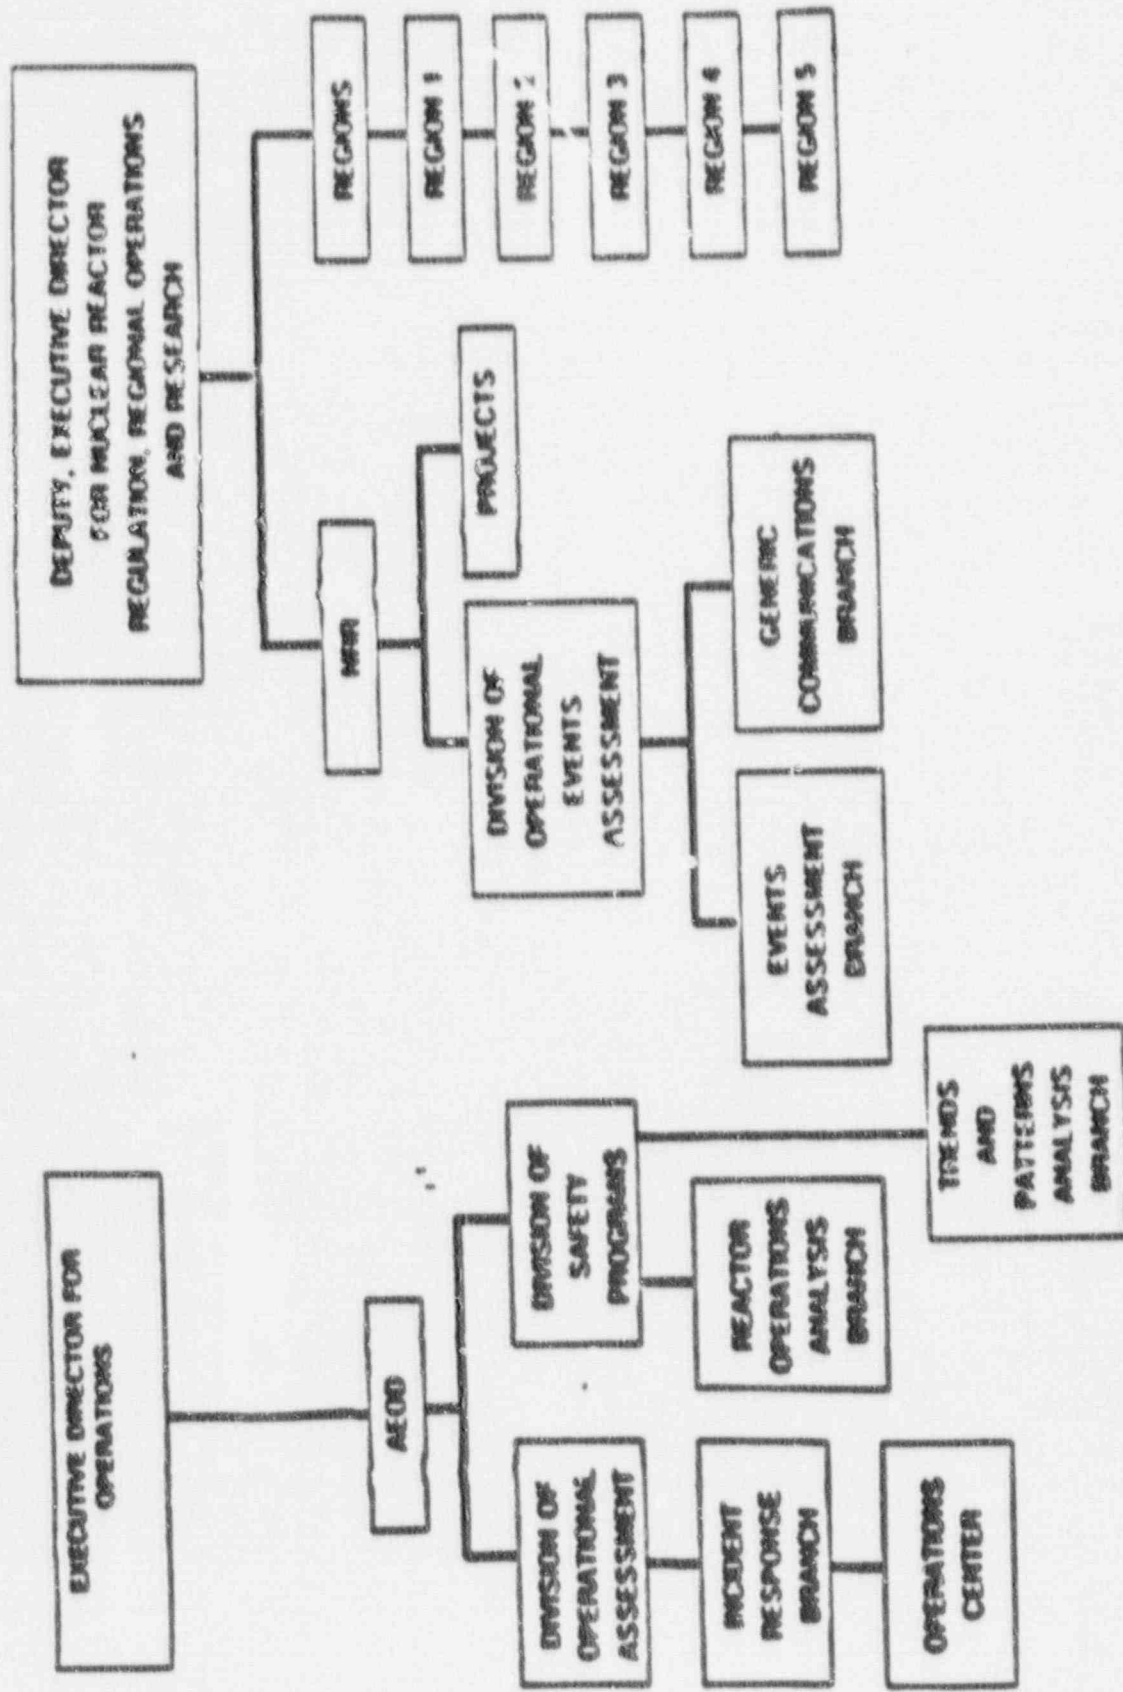 EXECUTIVE DIRECTOR FOR
OPERATIONS
AEOD
DIVISION OF
OPERATIONAL
ASSESSMENT
INCIDENT
RESPONSE
BRANCH
OPERATIONS
CENTER
DIVISION OF
SAFETY
PROGRAMS
REACTOR
OPERATIONS
ANALYSIS
BRANCH
TRENDS
AND
PATTERNS
ANALYSIS
BRANCH
DEPUTY, EXECUTIVE DIRECTOR
FOR NUCLEAR REACTOR
REGULATION, REGIONAL OPERATIONS
AND RESEARCH
NRR
DIVISION OF
OPERATIONAL
EVENTS
ASSESSMENT
EVENTS
ASSESSMENT
BRANCH
GENERIC
COMMUNICATIONS
BRANCH
PROJECTS
REGIONS
REGION 1
REGION 2
REGION 3
REGION 4
REGION 5